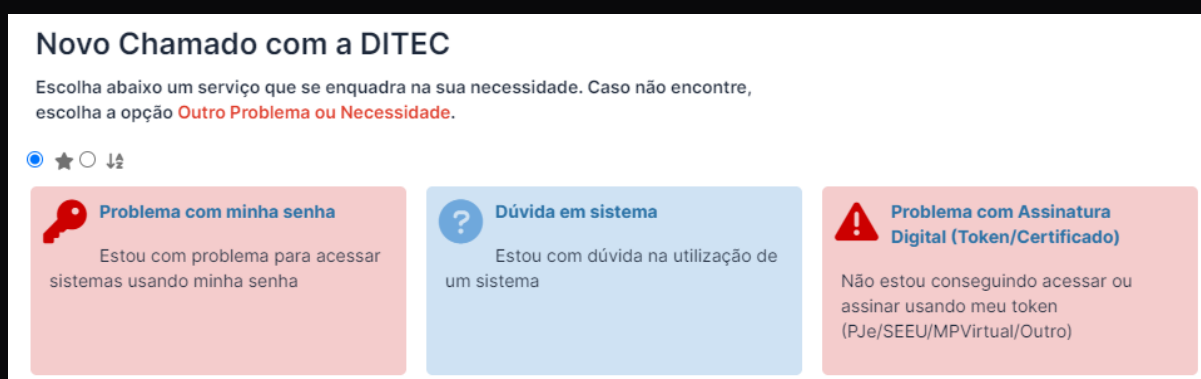 Novo Chamado com a DITEC
Escolha abaixo um serviço que se enquadra na sua necessidade. Caso não encontre,
escolha a opção Outro Problema ou Necessidade.
Problema com minha senha
Estou com problema para acessar
sistemas usando minha senha
Dúvida em sistema
Estou com dúvida na utilização de
um sistema
Problema com Assinatura
Digital (Token/Certificado)
Não estou conseguindo acessar ou
assinar usando meu token
(PJe/SEEU/MPVirtual/Outro)